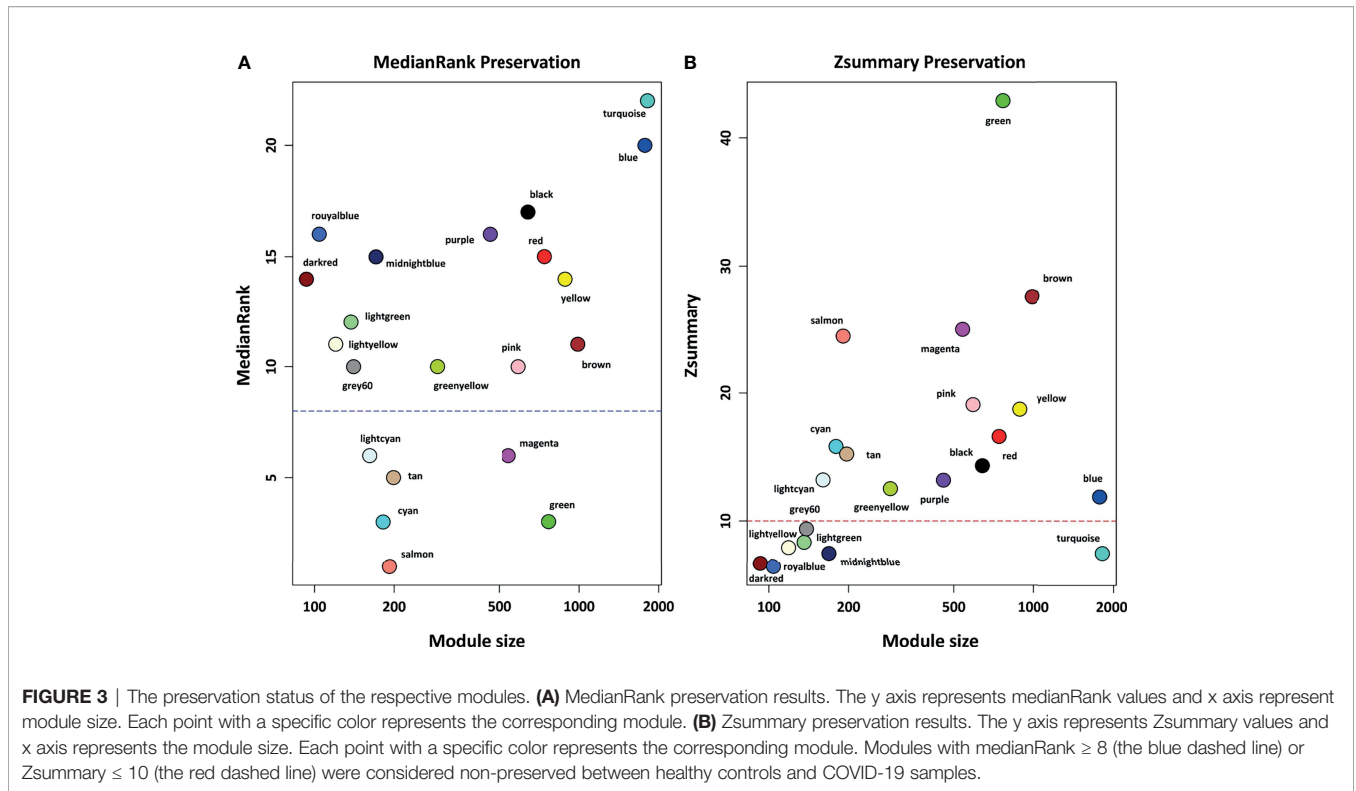 A
MedianRank Preservation
MedianRank
20
15
10
5
turquoise
blue
black
rouyalblue
purple
red
midnightblue
darkred
yellow
lightgreen
lightyellow
pink
brown
grey60
greenyellow
lightcyan
magenta
tan
green
cyan
salmon
100 200 500 1000 2000
Module size
B
Zsummary Preservation
Zsummary
40
30
20
10
green
brown
salmon
magenta
pink
yellow
cyan
tan
black
red
lightcyan
greenyellow
purple
blue
grey60
lightyellow
lightgreen
turquoise
royalblue
midnightblue
darkred
100 200 500 1000 2000
Module size
FIGURE 3 | The preservation status of the respective modules. (A) MedianRank preservation results. The y axis represents medianRank values and x axis represent
module size. Each point with a specific color represents the corresponding module. (B) Zsummary preservation results. The y axis represents Zsummary values and
x axis represents the module size. Each point with a specific color represents the corresponding module. Modules with medianRank ≥ 8 (the blue dashed line) or
Zsummary ≤ 10 (the red dashed line) were considered non-preserved between healthy controls and COVID-19 samples.